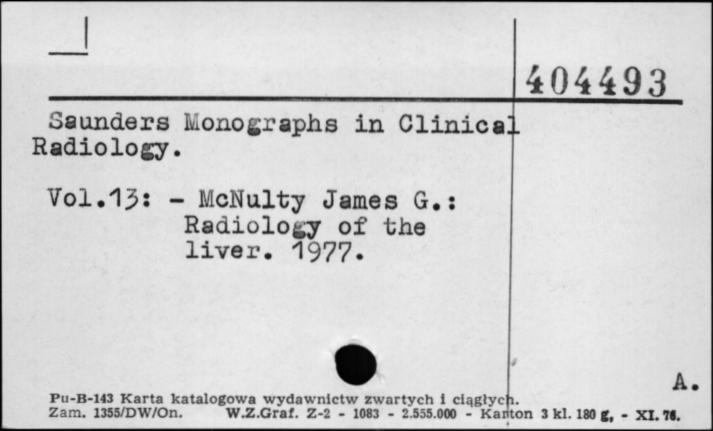 404493
Saunders Monographs in Clinical
Radiology.
Vol.13: - McNulty James G.:
Radiology of the
liver. 1977.
A.
Pu-B-143 Karta katalogowa wydawnictw zwartych i ciągłych.
Zam. 1355/DW/On. W.Z.Graf. Z-2 - 1083 - 2.555.000 - Karton 3 kl. 180 g, - XI. 76.